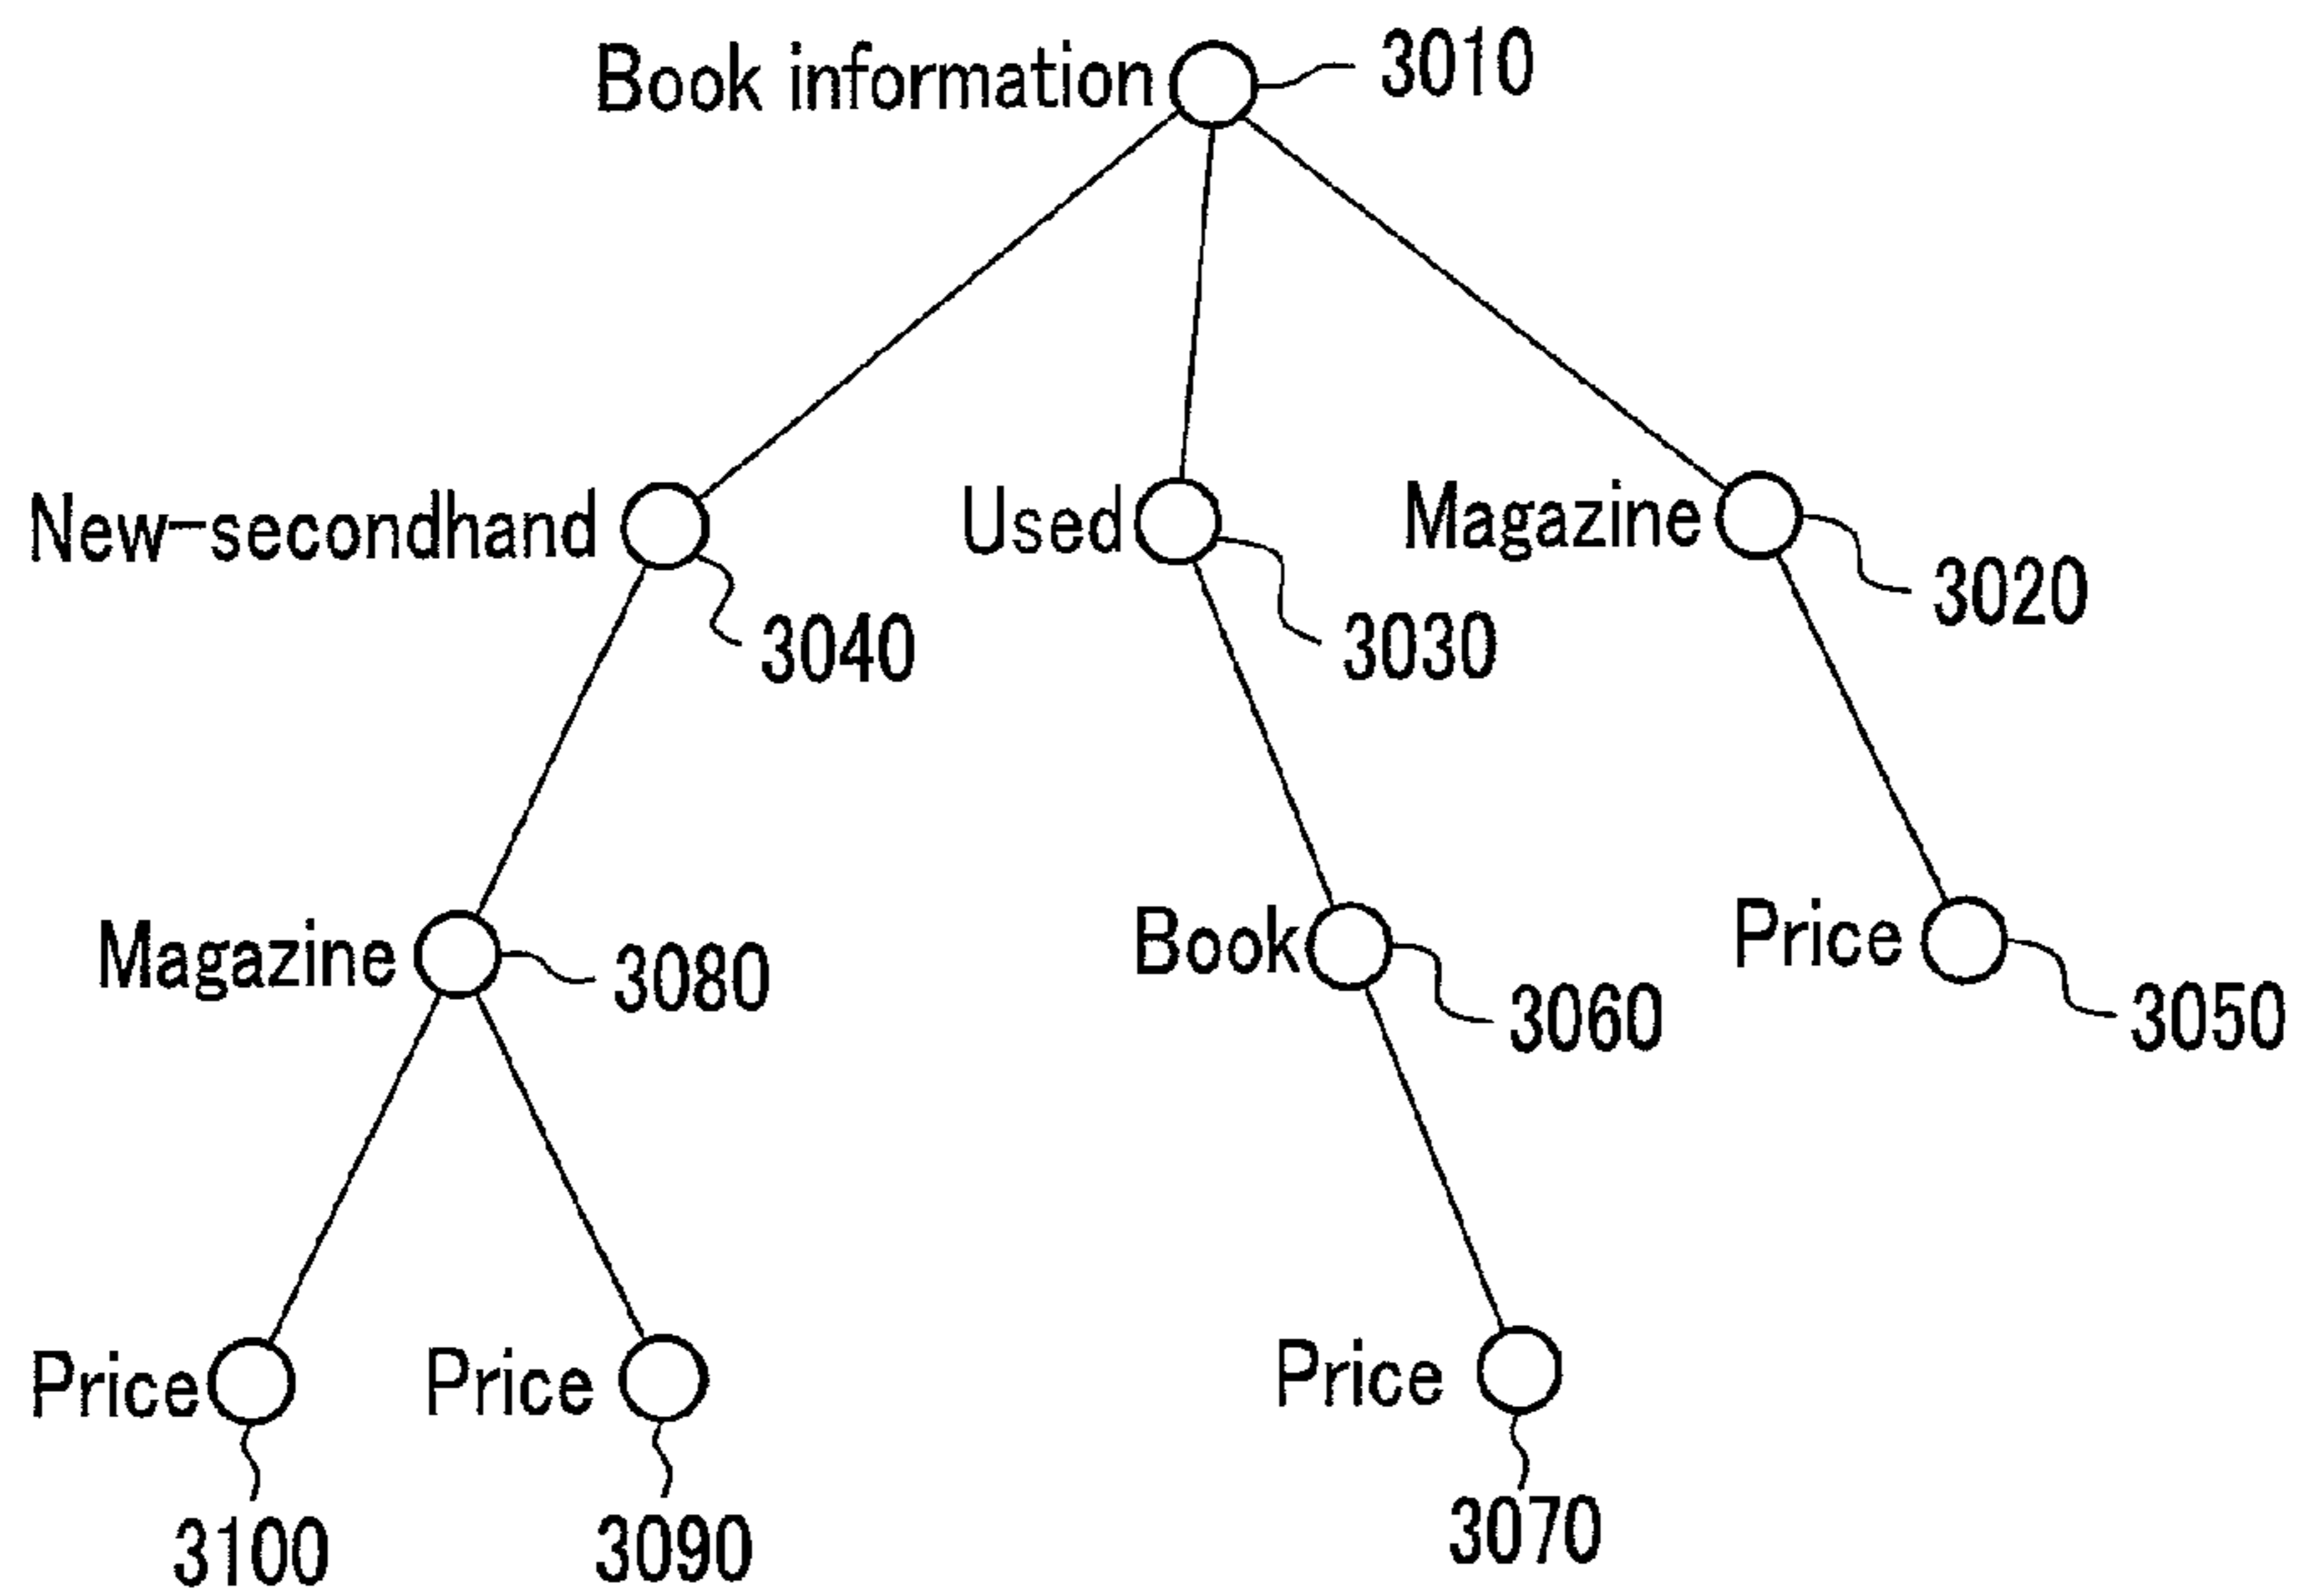 Book information 3010
New-secondhand Used Magazine
3040 3030 3020
Magazine 3080 Book 3060 Price 3050
Price Price Price
3100 3090 3070